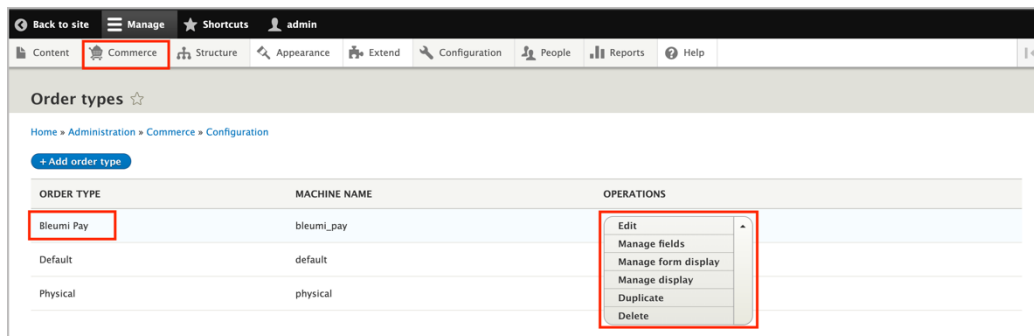 Back to site Manage Shortcuts admin
Content Commerce Structure Appearance Extend Configuration People Reports Help
Order types
Home » Administration » Commerce » Configuration
+ Add order type
ORDER TYPE MACHINE NAME OPERATIONS
Bleumi Pay bleumi_pay Edit
Manage fields
Manage form display
Default default
Manage display
Physical physical Duplicate
Delete